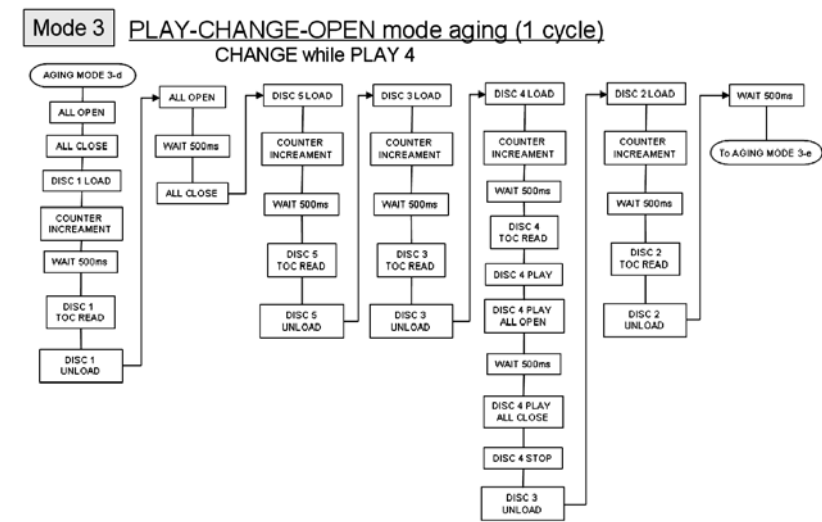 Mode 3
PLAY-CHANGE-OPEN mode aging (1 cycle)
CHANGE while PLAY 4
AGING MODE 3-d
ALL OPEN
ALL CLOSE
DISC 1 LOAD
COUNTER
INCREAMENT
WAIT 500ms
DISC 1
TOC READ
DISC 1
UNLOAD
ALL OPEN
WAIT 500ms
ALL CLOSE
DISC 5 LOAD
COUNTER
INCREAMENT
WAIT 500ms
DISC 5
TOC READ
DISC 5
UNLOAD
DISC 3 LOAD
COUNTER
INCREAMENT
WAIT 500ms
DISC 3
TOC READ
DISC 3
UNLOAD
DISC 4 LOAD
COUNTER
INCREAMENT
WAIT 500ms
DISC 4
TOC READ
DISC 4 PLAY
DISC 4 PLAY
ALL OPEN
WAIT 500ms
DISC 4 PLAY
ALL CLOSE
DISC 4 STOP
DISC 3
UNLOAD
DISC 2 LOAD
COUNTER
INCREAMENT
WAIT 500ms
DISC 2
TOC READ
DISC 2
UNLOAD
WAIT 500ms
To AGING MODE 3-e